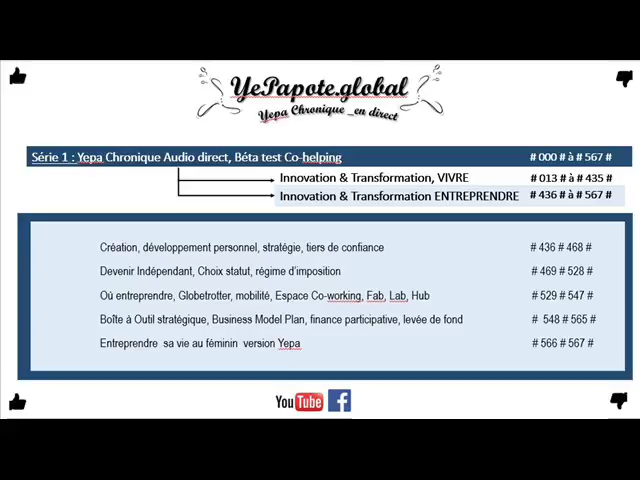 YePapote.global
Yepa Chronique _en direct
Série 1 : Yepa Chronique Audio direct, Béta test Co-helping # 000 # à # 567 #
Innovation & Transformation, VIVRE # 013 # à # 435 #
Innovation & Transformation ENTREPRENDRE # 436 # à # 567 #
Création, développement personnel, stratégie, tiers de confiance # 436 # 468 #
Devenir Indépendant, Choix statut, régime d'imposition # 469 # 528 #
Où entreprendre, Globetrotter, mobilité, Espace Co-working, Fab, Lab, Hub # 529 # 547 #
Boîte à Outil stratégique, Business Model Plan, finance participative, levée de fond # 548 # 565 #
Entreprendre sa vie au féminin version Yepa # 566 # 567 #
YouTube f